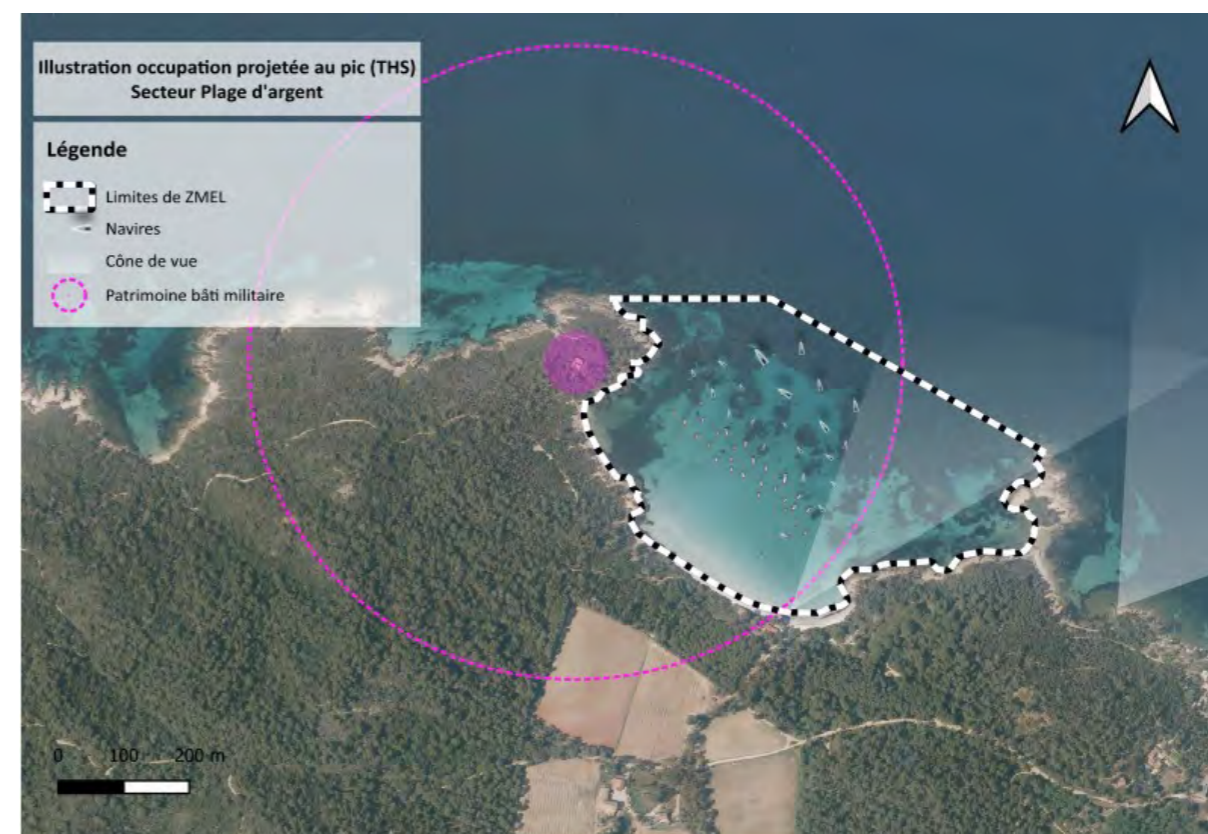 Illustration occupation projetée au pic (THS)
Secteur Plage d'argent
Légende
Limites de ZMEL
Navires
Cône de vue
Patrimoine bâti militaire
0 100 200 m